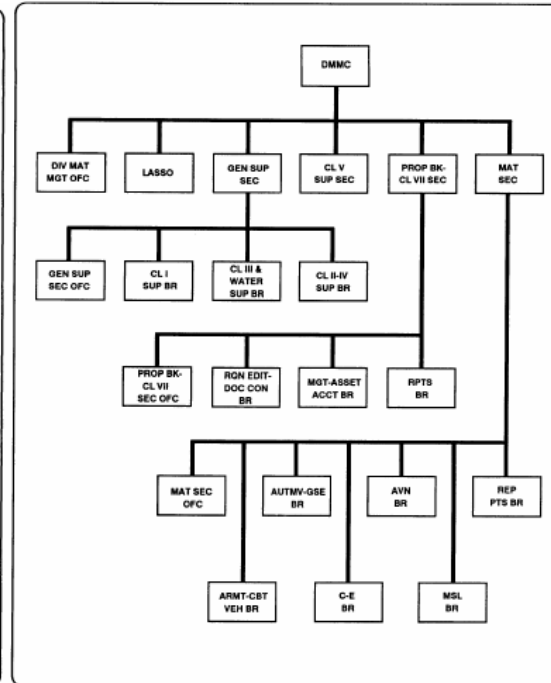 DMMC
DIV MAT
MGT OFC
LASSO
GEN SUP
SEC
CL V
SUP SEC
PROP BK-
CL VII SEC
MAT
SEC
GEN SUP
SEC OFC
CL I
SUP BR
CL III &
WATER
SUP BR
CL II-IV
SUP BR
PROP BK-
CL VII
SEC OFC
RQN EDIT-
DOC CON
BR
MGT-ASSET
ACCT BR
RPTS
BR
MAT SEC
OFC
AUTMV-GSE
BR
AVN
BR
REP
PTS BR
ARMT-CBT
VEH BR
C-E
BR
MSL
BR